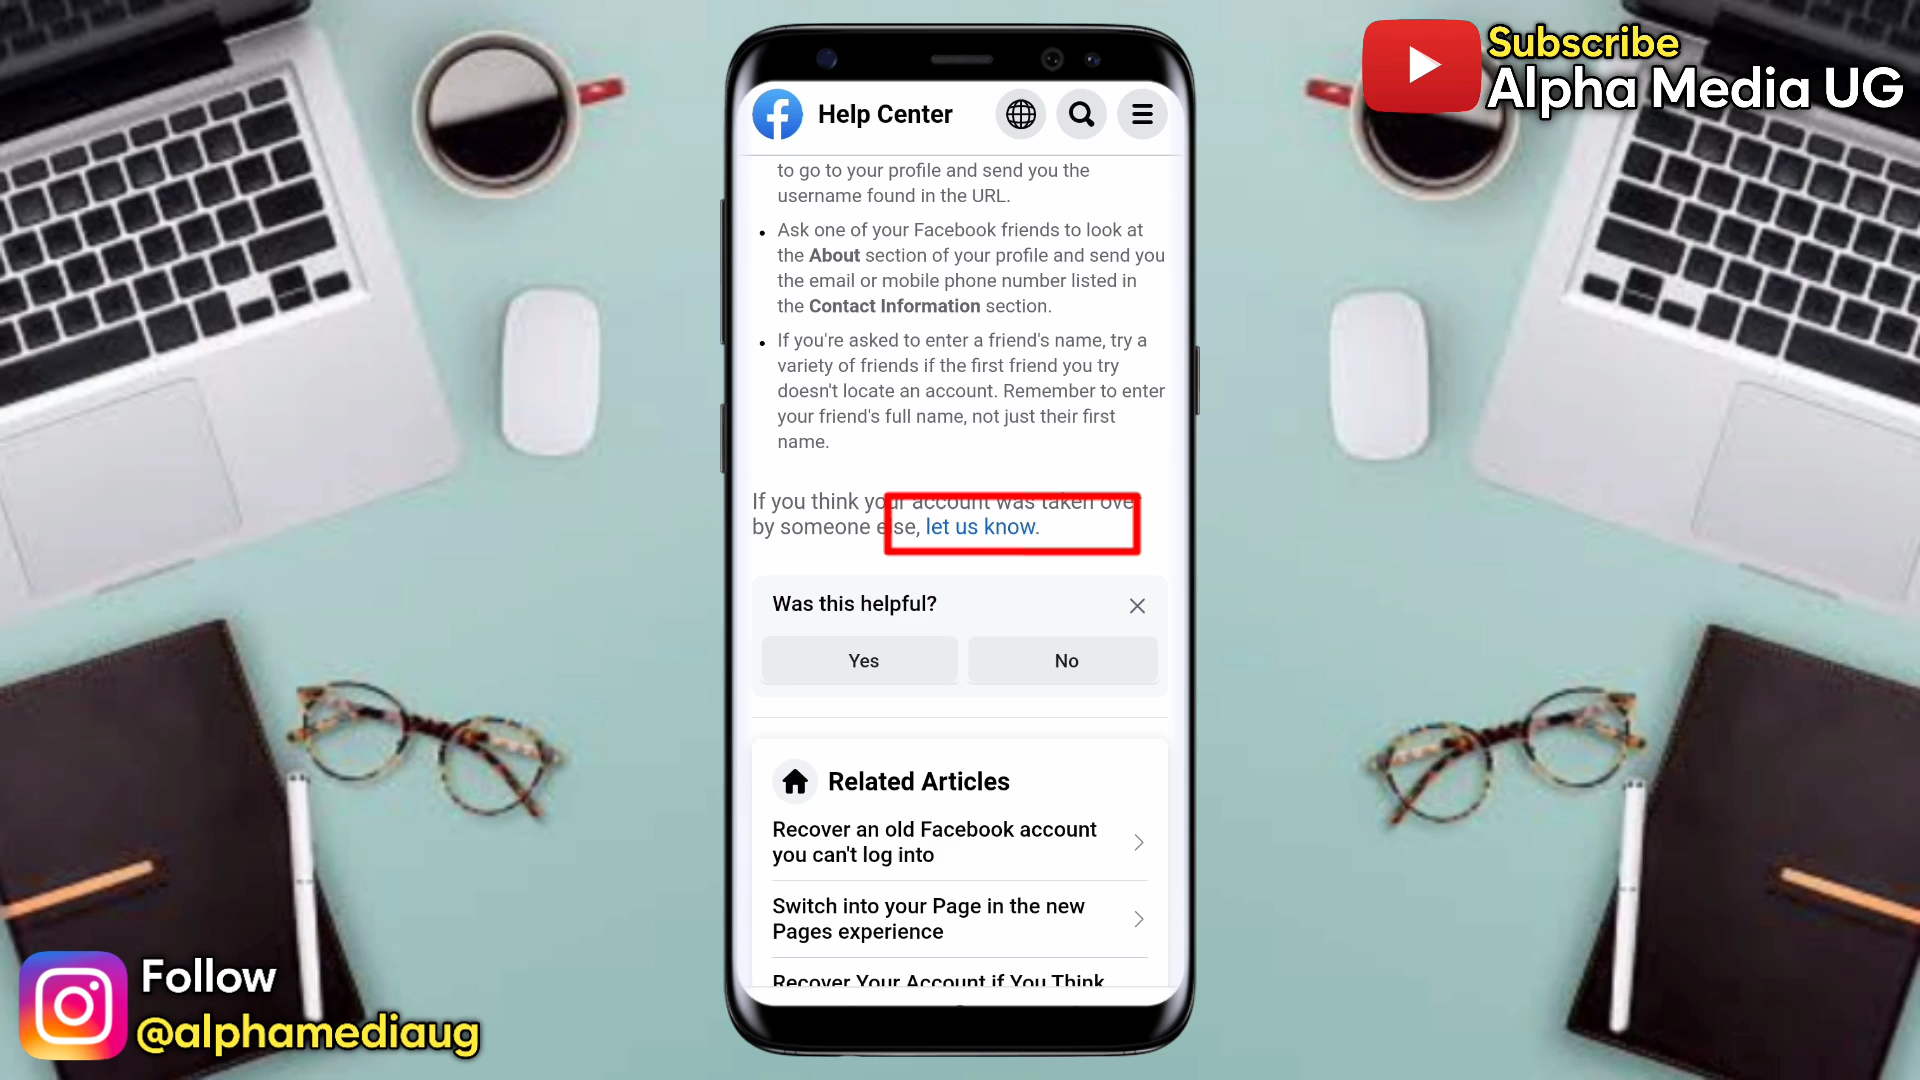 Subscribe
Alpha Media UG
Help Center
to go to your profile and send you the
username found in the URL.
• Ask one of your Facebook friends to look at
the About section of your profile and send you
the email or mobile phone number listed in
the Contact Information section.
• If you're asked to enter a friend's name, try a
variety of friends if the first friend you try
doesn't locate an account. Remember to enter
your friend's full name, not just their first
name.
If you think your account was taken over
by someone else, let us know.
Was this helpful?
Yes
No
Related Articles
Recover an old Facebook account
you can't log into
Switch into your Page in the new
Pages experience
Recover Your Account if You Think
Follow
@alphamediaug